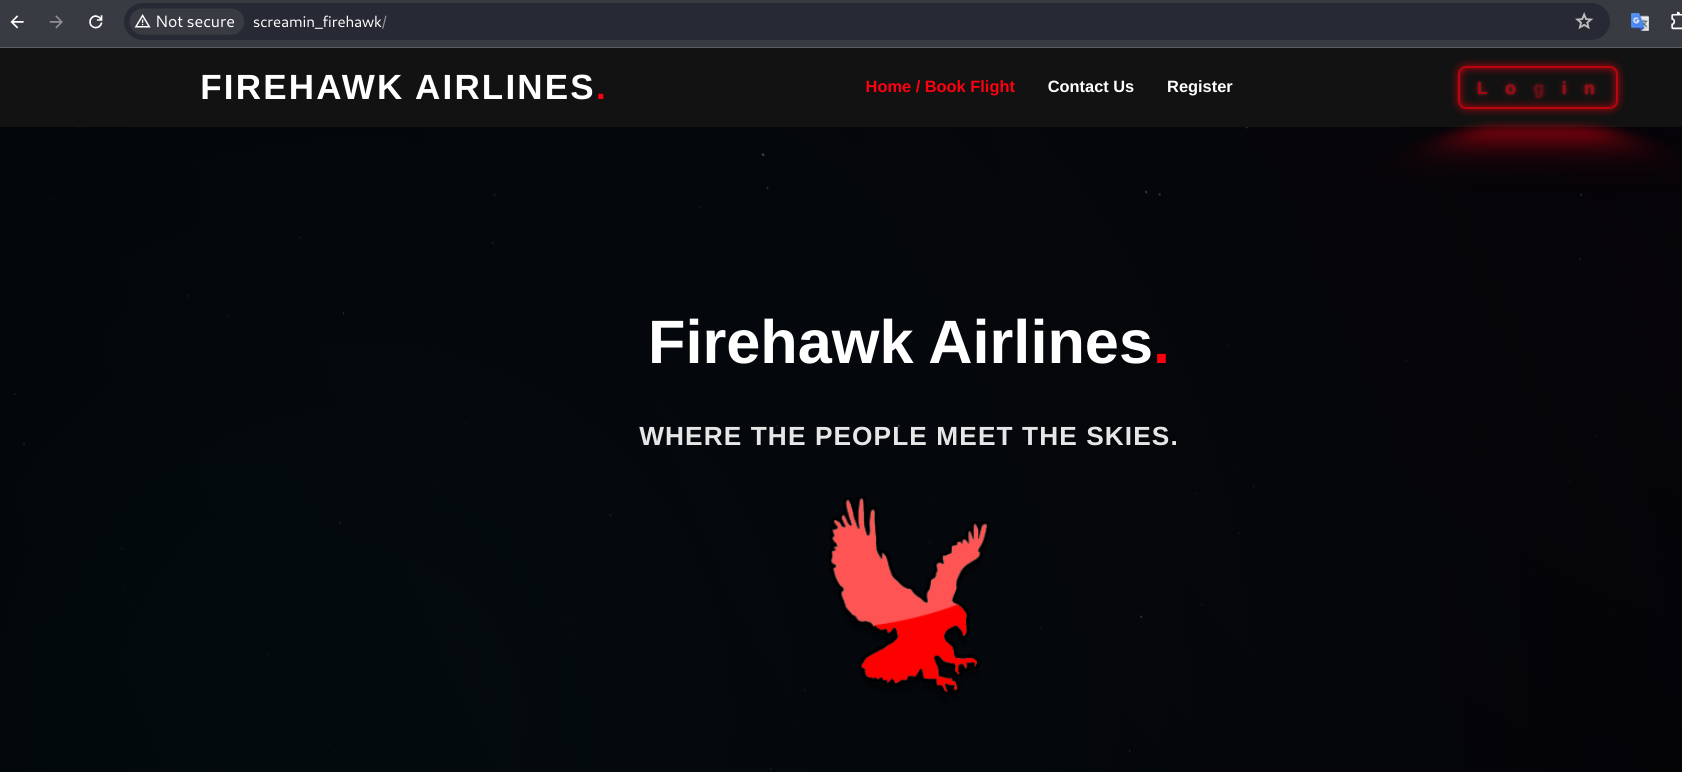 Not secure screamin_firehawk/
FIREHAWK AIRLINES. Home / Book Flight Contact Us Register Login
Firehawk Airlines.
WHERE THE PEOPLE MEET THE SKIES.